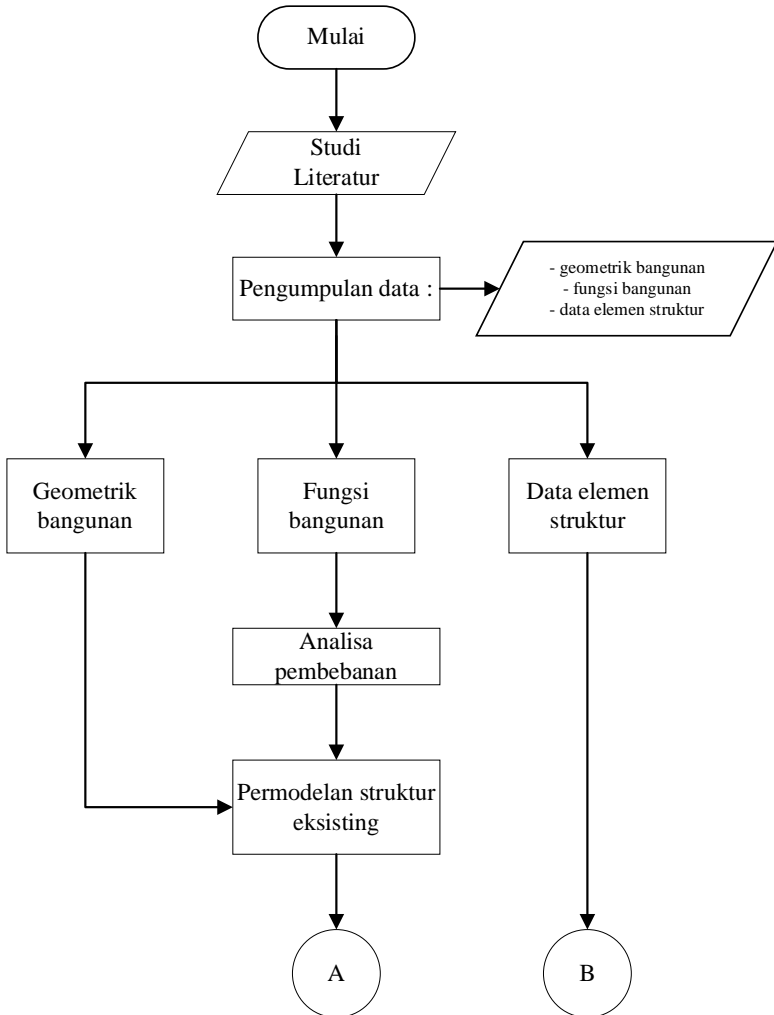 Mulai
Studi
Literatur
Pengumpulan data :
- geometrik bangunan
- fungsi bangunan
- data elemen struktur
Geometrik
bangunan
Fungsi
bangunan
Data elemen
struktur
Analisa
pembebanan
Permodelan struktur
eksisting
A
B